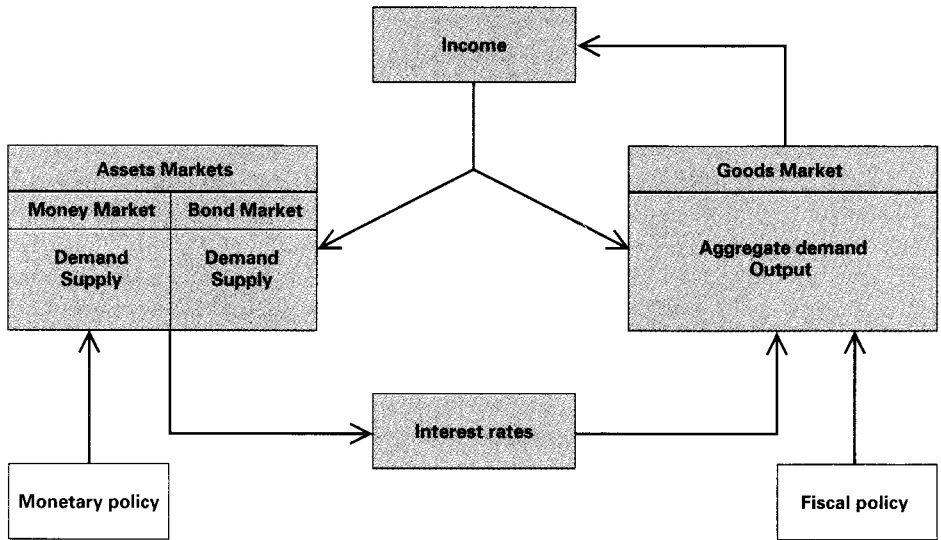 Income
Assets Markets
Money Market
Bond Market
Demand
Supply
Demand
Supply
Goods Market
Aggregate demand
Output
Interest rates
Monetary policy
Fiscal policy